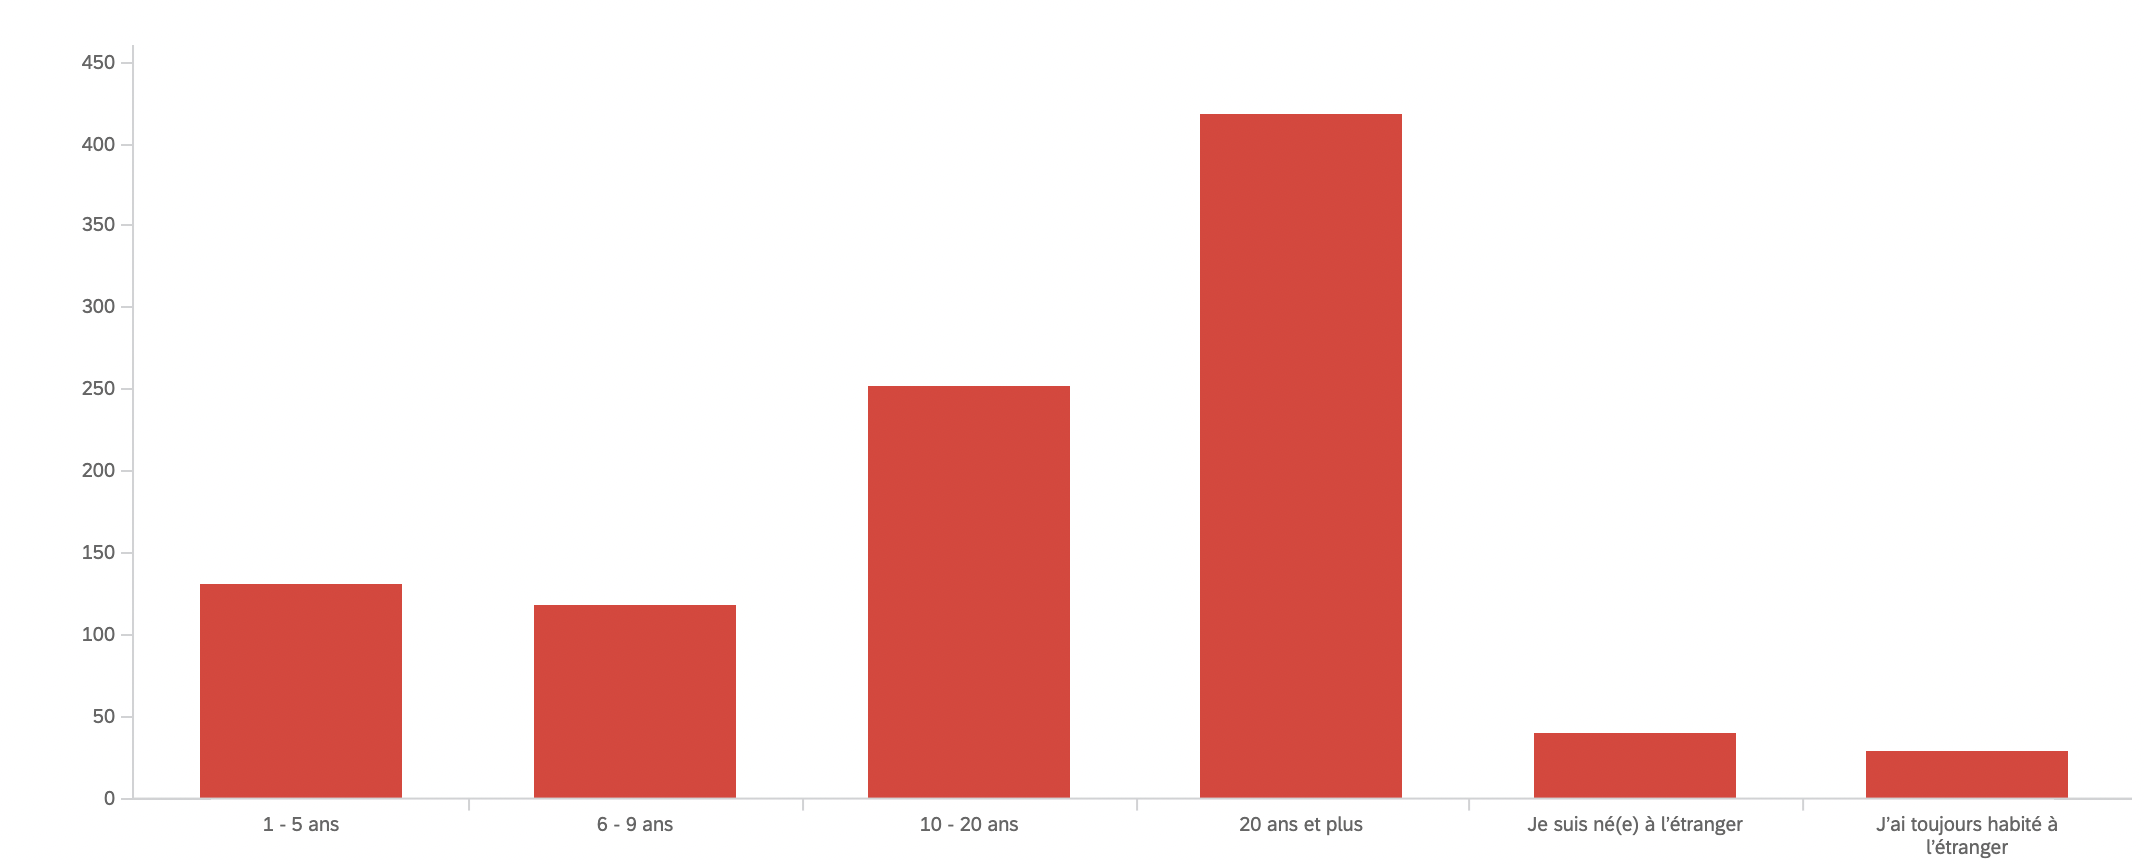 450
400
350
300
250
200
150
100
50
0
1 - 5 ans
6 - 9 ans
10 - 20 ans
20 ans et plus
Je suis né(e) à l’étranger
J’ai toujours habité à
l’étranger